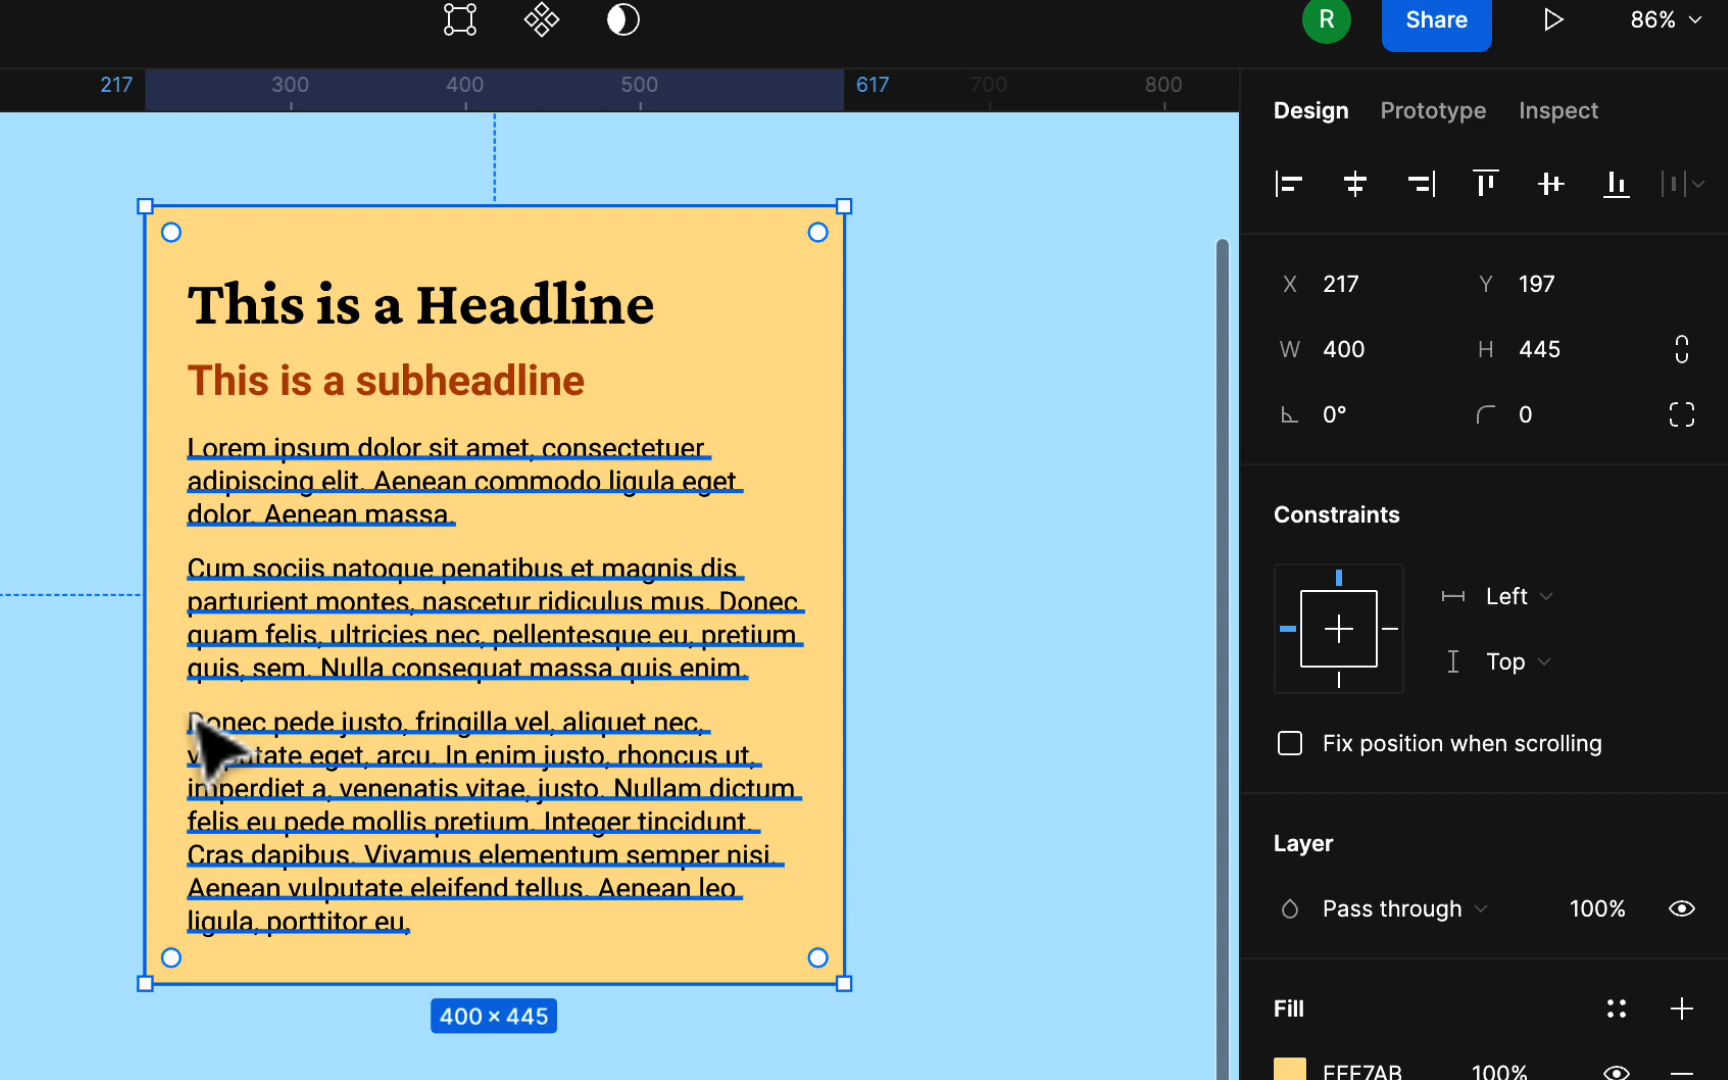 R Share 86%
217 300 400 500 617 700 800
Design Prototype Inspect
X 217 Y 197
W 400 H 445
0° 0
Constraints
Left
Top
Fix position when scrolling
Layer
Pass through 100%
Fill
100%
This is a Headline
This is a subheadline
Lorem ipsum dolor sit amet, consectetuer
adipiscing elit. Aenean commodo ligula eget
dolor. Aenean massa.
Cum sociis natoque penatibus et magnis dis
parturient montes, nascetur ridiculus mus. Donec
quam felis, ultricies nec, pellentesque eu, pretium
quis, sem. Nulla consequat massa quis enim.
Donec pede justo, fringilla vel, aliquet nec,
eget, arcu. In enim justo, rhoncus ut,
imperdiet a, venenatis vitae, justo. Nullam dictum
felis eu pede mollis pretium. Integer tincidunt.
Cras dapibus. Vivamus elementum semper nisi.
Aenean vulputate eleifend tellus. Aenean leo
ligula, porttitor eu,
400 × 445